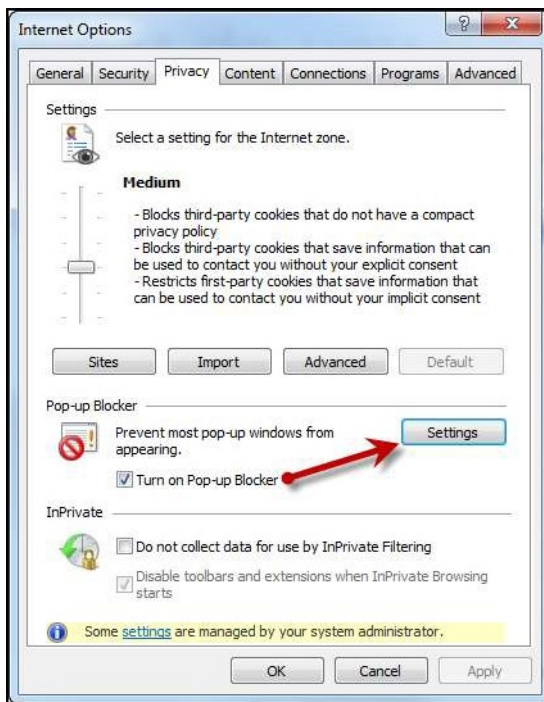 Internet Options
General Security Privacy Content Connections Programs Advanced
Settings
Select a setting for the Internet zone.
Medium
- Blocks third-party cookies that do not have a compact
privacy policy
- Blocks third-party cookies that save information that can
be used to contact you without your explicit consent
- Restricts first-party cookies that save information that
can be used to contact you without your implicit consent
Sites Import Advanced Default
Pop-up Blocker
Prevent most pop-up windows from Settings
appearing.
Turn on Pop-up Blocker
InPrivate
Do not collect data for use by InPrivate Filtering
Disable toolbars and extensions when InPrivate Browsing
starts
Some settings are managed by your system administrator.
OK Cancel Apply